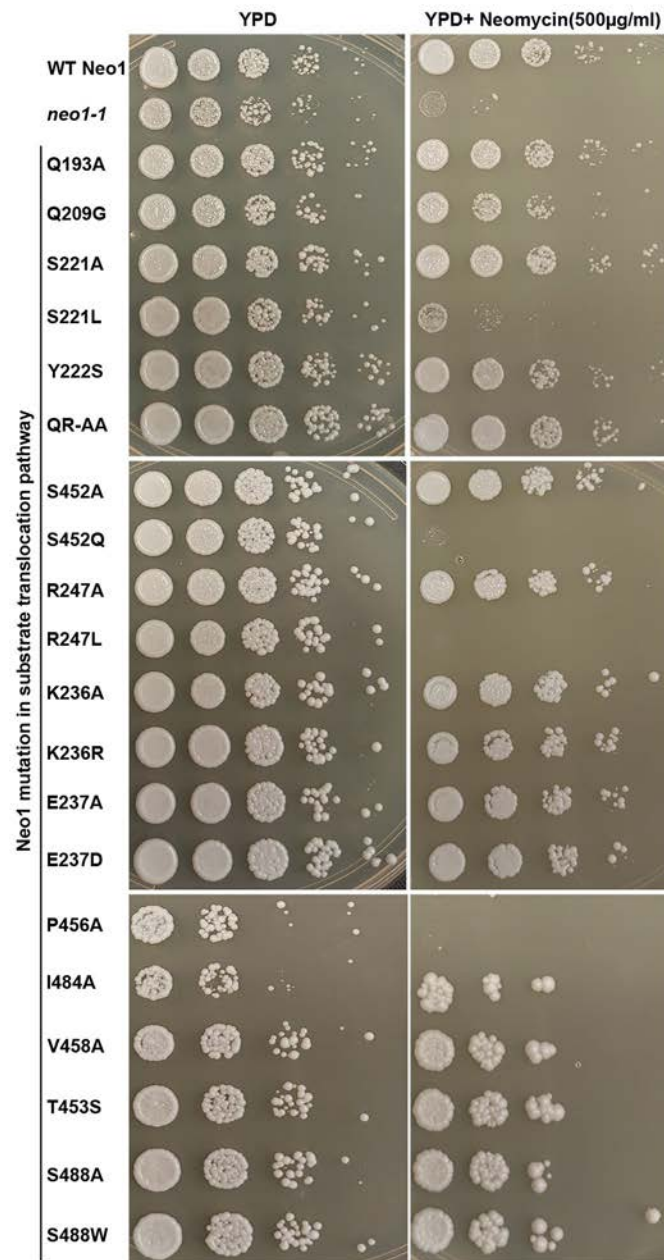 YPD
YPD+ Neomycin(500µg/ml)
WT Neo1
neo1-1
Q193A
Q209G
S221A
S221L
Y222S
QR-AA
S452A
S452Q
R247A
R247L
K236A
K236R
E237A
E237D
P456A
I484A
V458A
T453S
S488A
S488W
Neo1 mutation in substrate translocation pathway